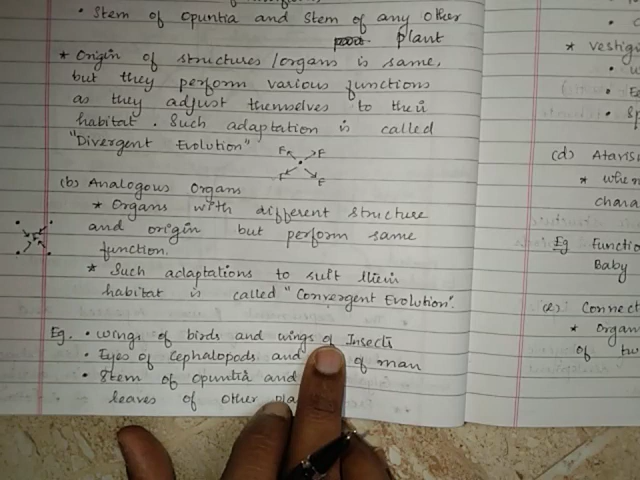 • Stem of Opuntia and stem of any other
plant
* Origin of structures/organs is same,
but they perform various functions
as they adjust themselves to their
habitat. Such adaptation is called
"Divergent Evolution"
F F
F F
(b) Analogous Organs
* Organs with different structure
and origin but perform same
function.
F
* Such adaptations to suit their
habitat is called "Convergent Evolution".
Eg. • Wings of birds and wings of Insects
• Eyes of cephalopods and of man
• Stem of opuntia and
leaves of other
* Vestig
(d) Atavis
* when
chara
Eg Functio
Baby
(e) Connect
* Organ
of tw